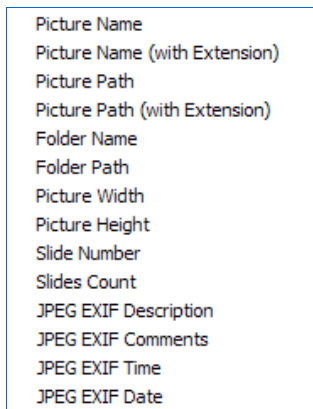 Picture Name
Picture Name (with Extension)
Picture Path
Picture Path (with Extension)
Folder Name
Folder Path
Picture Width
Picture Height
Slide Number
Slides Count
JPEG EXIF Description
JPEG EXIF Comments
JPEG EXIF Time
JPEG EXIF Date